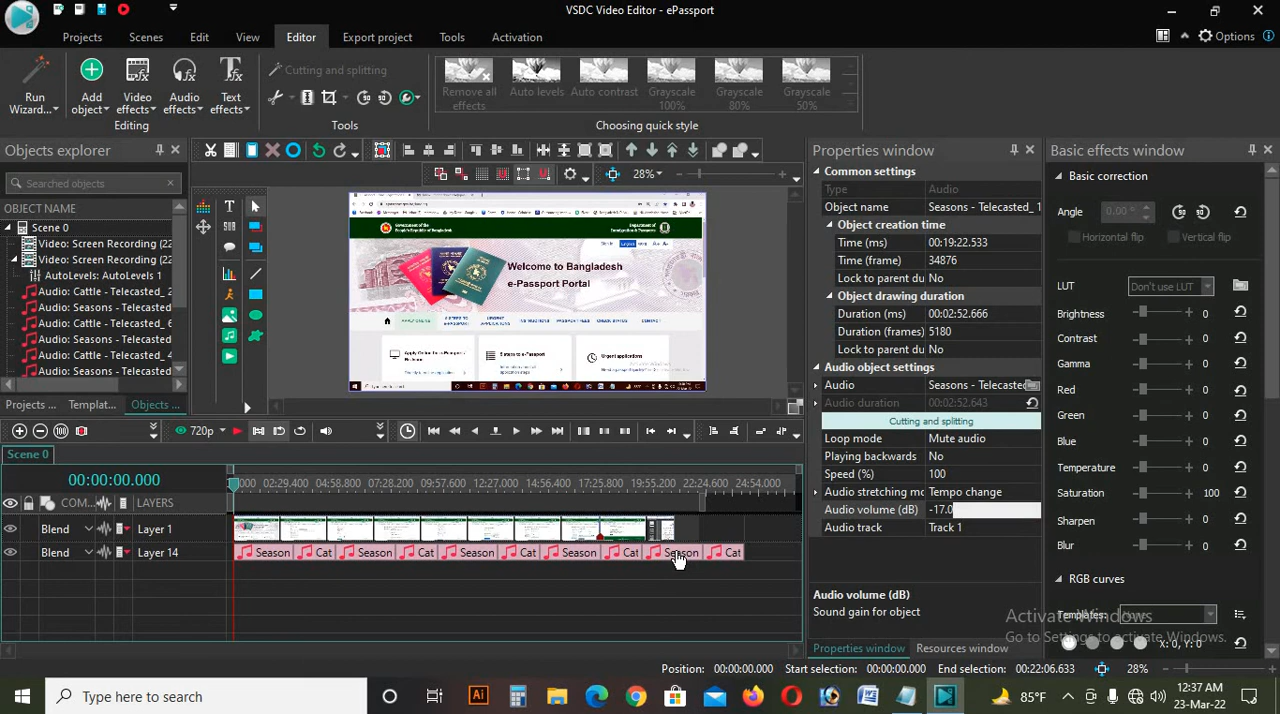 VSDC Video Editor - ePassport
Projects Scenes Edit View Editor Export project Tools Activation Options
Run Wizard... Add object Video effects Audio effects Text effects Cutting and splitting Remove all effects Auto levels Auto contrast Grayscale 100% Grayscale 80% Grayscale 50%
Editing Tools Choosing quick style
Objects explorer
Searched objects
OBJECT NAME
Scene 0
Video: Screen Recording (22
Video: Screen Recording (22
AutoLevels: AutoLevels 1
Audio: Cattle - Telecasted_ 2
Audio: Seasons - Telecasted_
Audio: Cattle - Telecasted_ 3
Audio: Seasons - Telecasted_
Audio: Cattle - Telecasted_ 4
Audio: Seasons - Telecasted_
Projects ... Templat... Objects ...
28%
Welcome to Bangladesh
e-Passport Portal
Properties window
Common settings
Type Audio
Object name Seasons - Telecasted_ 1
Object creation time
Time (ms) 00:19:22.533
Time (frame) 34876
Lock to parent du No
Object drawing duration
Duration (ms) 00:02:52.666
Duration (frames) 5180
Lock to parent du No
Audio object settings
Audio Seasons - Telecasted
Audio duration 00:02:52.643
Cutting and splitting
Loop mode Mute audio
Playing backwards No
Speed (%) 100
Audio stretching mo Tempo change
Audio volume (dB) -17.0
Audio track Track 1
Audio volume (dB)
Sound gain for object
Properties window Resources window
Basic effects window
Basic correction
Angle 0.00 °
Horizontal flip Vertical flip
LUT Don't use LUT
Brightness 0
Contrast 0
Gamma 0
Red 0
Green 0
Blue 0
Temperature 0
Saturation 100
Sharpen 0
Blur 0
RGB curves
Templates:
X: 0, Y: 0
Activate Windows
Go to Settings to activate Windows.
720p
Scene 0
00:00:00.000 000 02:29.400 04:58.800 07:28.200 09:57.600 12:27.000 14:56.400 17:25.800 19:55.200 22:24.600 24:54.000
COM... LAYERS
Blend Layer 1
Blend Layer 14 Season Cat Season Cat Season Cat Season Cat Season Cat
Position: 00:00:00.000 Start selection: 00:00:00.000 End selection: 00:22:06.633 28%
Type here to search 85°F 12:37 AM
23-Mar-22